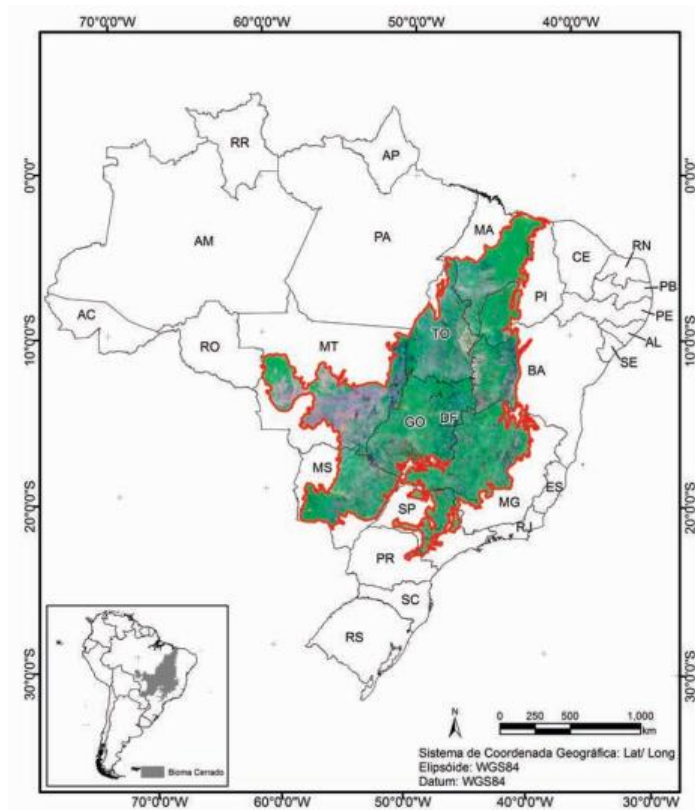 70°0'0"W 60°0'0"W 50°0'0"W 40°0'0"W
0°0'0"
10°0'0"S
20°0'0"S
30°0'0"S
RR
AP
AM
PA
MA
CE
RN
PB
PE
AL
SE
PI
AC
RO
MT
TO
BA
GO
DF
MS
MG
ES
SP
RJ
PR
SC
RS
0°0'0"
10°0'0"S
20°0'0"S
30°0'0"S
Bioma Cerrado
N
0 250 500 1,000
km
Sistema de Coordenada Geográfica: Lat/ Long
Elipsóide: WGS84
Datum: WGS84
70°0'0"W 60°0'0"W 50°0'0"W 40°0'0"W